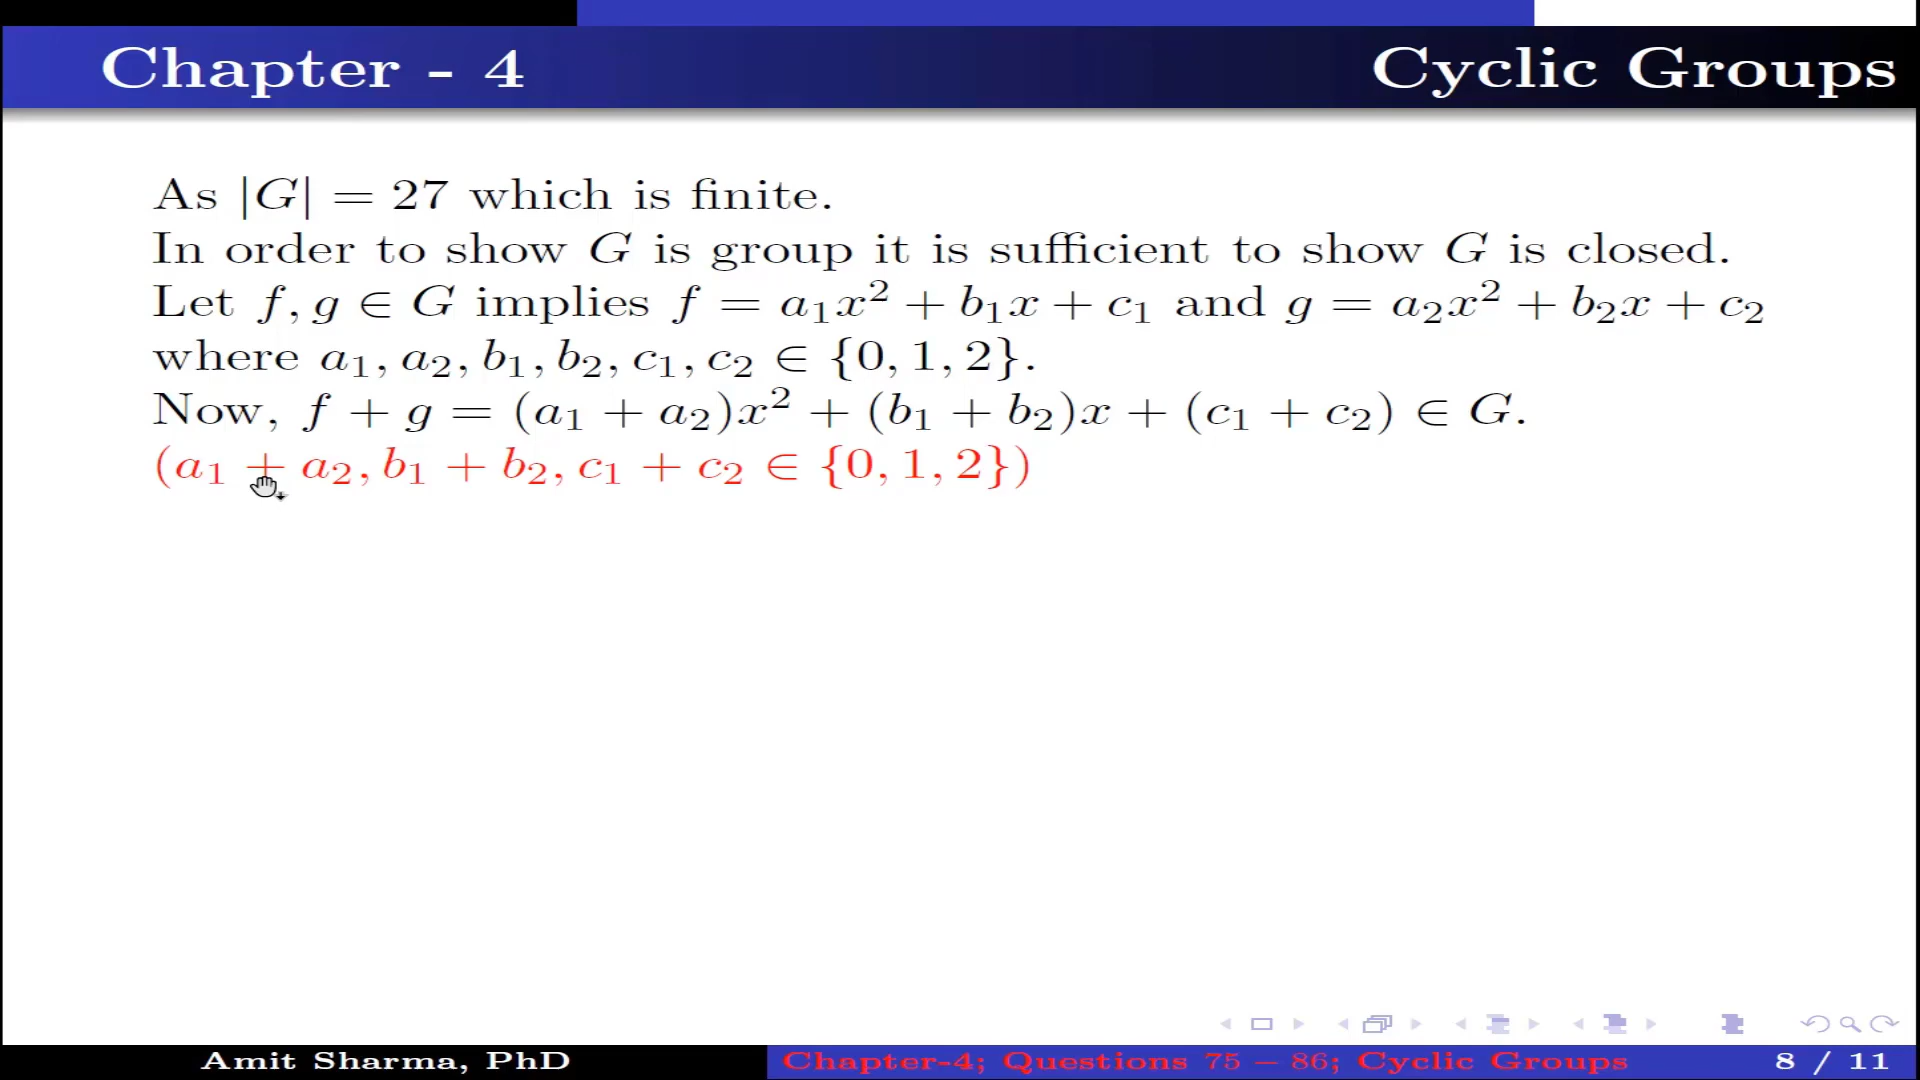 Chapter - 4 Cyclic Groups
As |G| = 27 which is finite.
In order to show G is group it is sufficient to show G is closed.
Let f, g ∈ G implies f = a₁x² + b₁x + c₁ and g = a₂x² + b₂x + c₂
where a₁, a₂, b₁, b₂, c₁, c₂ ∈ {0, 1, 2}.
Now, f + g = (a₁ + a₂)x² + (b₁ + b₂)x + (c₁ + c₂) ∈ G.
(a₁ + a₂, b₁ + b₂, c₁ + c₂ ∈ {0, 1, 2})
Amit Sharma, PhD Chapter-4; Questions 75 − 86; Cyclic Groups 8 / 11